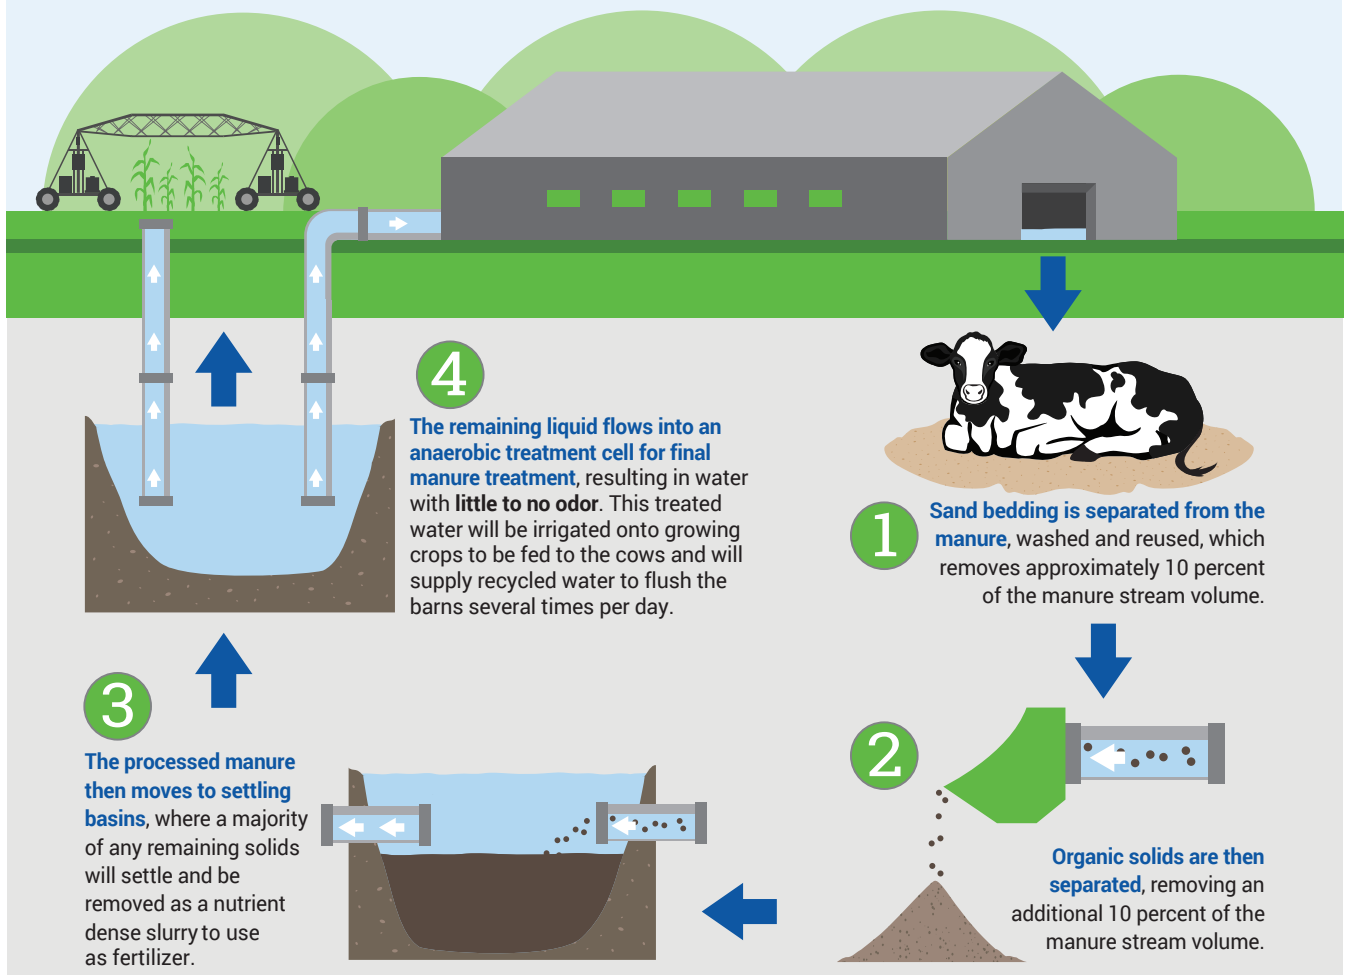 1
Sand bedding is separated from the
manure, washed and reused, which
removes approximately 10 percent
of the manure stream volume.
2
Organic solids are then
separated, removing an
additional 10 percent of the
manure stream volume.
3
The processed manure
then moves to settling
basins, where a majority
of any remaining solids
will settle and be
removed as a nutrient
dense slurry to use
as fertilizer.
4
The remaining liquid flows into an
anaerobic treatment cell for final
manure treatment, resulting in water
with little to no odor. This treated
water will be irrigated onto growing
crops to be fed to the cows and will
supply recycled water to flush the
barns several times per day.